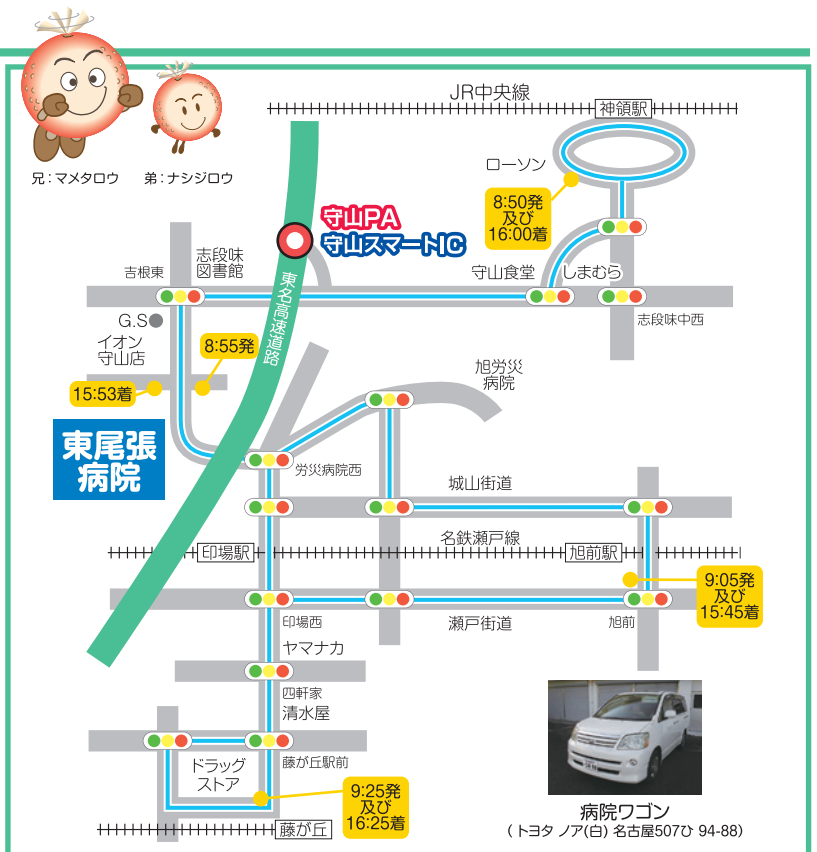 JR中央線
神領駅
兄：マメタロウ
弟：ナシジロウ
ローソン
8:50発
及び
16:00着
守山PA
守山スマートIC
吉根東
志段味
図書館
守山食堂
しまむら
東名高速道路
志段味中西
G.S
イオン
守山店
8:55発
15:53着
旭労災
病院
東尾張
病院
労災病院西
城山街道
名鉄瀬戸線
印場駅
旭前駅
9:05発
及び
15:45着
印場西
瀬戸街道
旭前
ヤマナカ
四軒家
清水屋
ドラッグ
ストア
藤が丘駅前
9:25発
及び
16:25着
藤が丘
病院ワゴン
（トヨタ ノア(白) 名古屋507ひ 94-88）